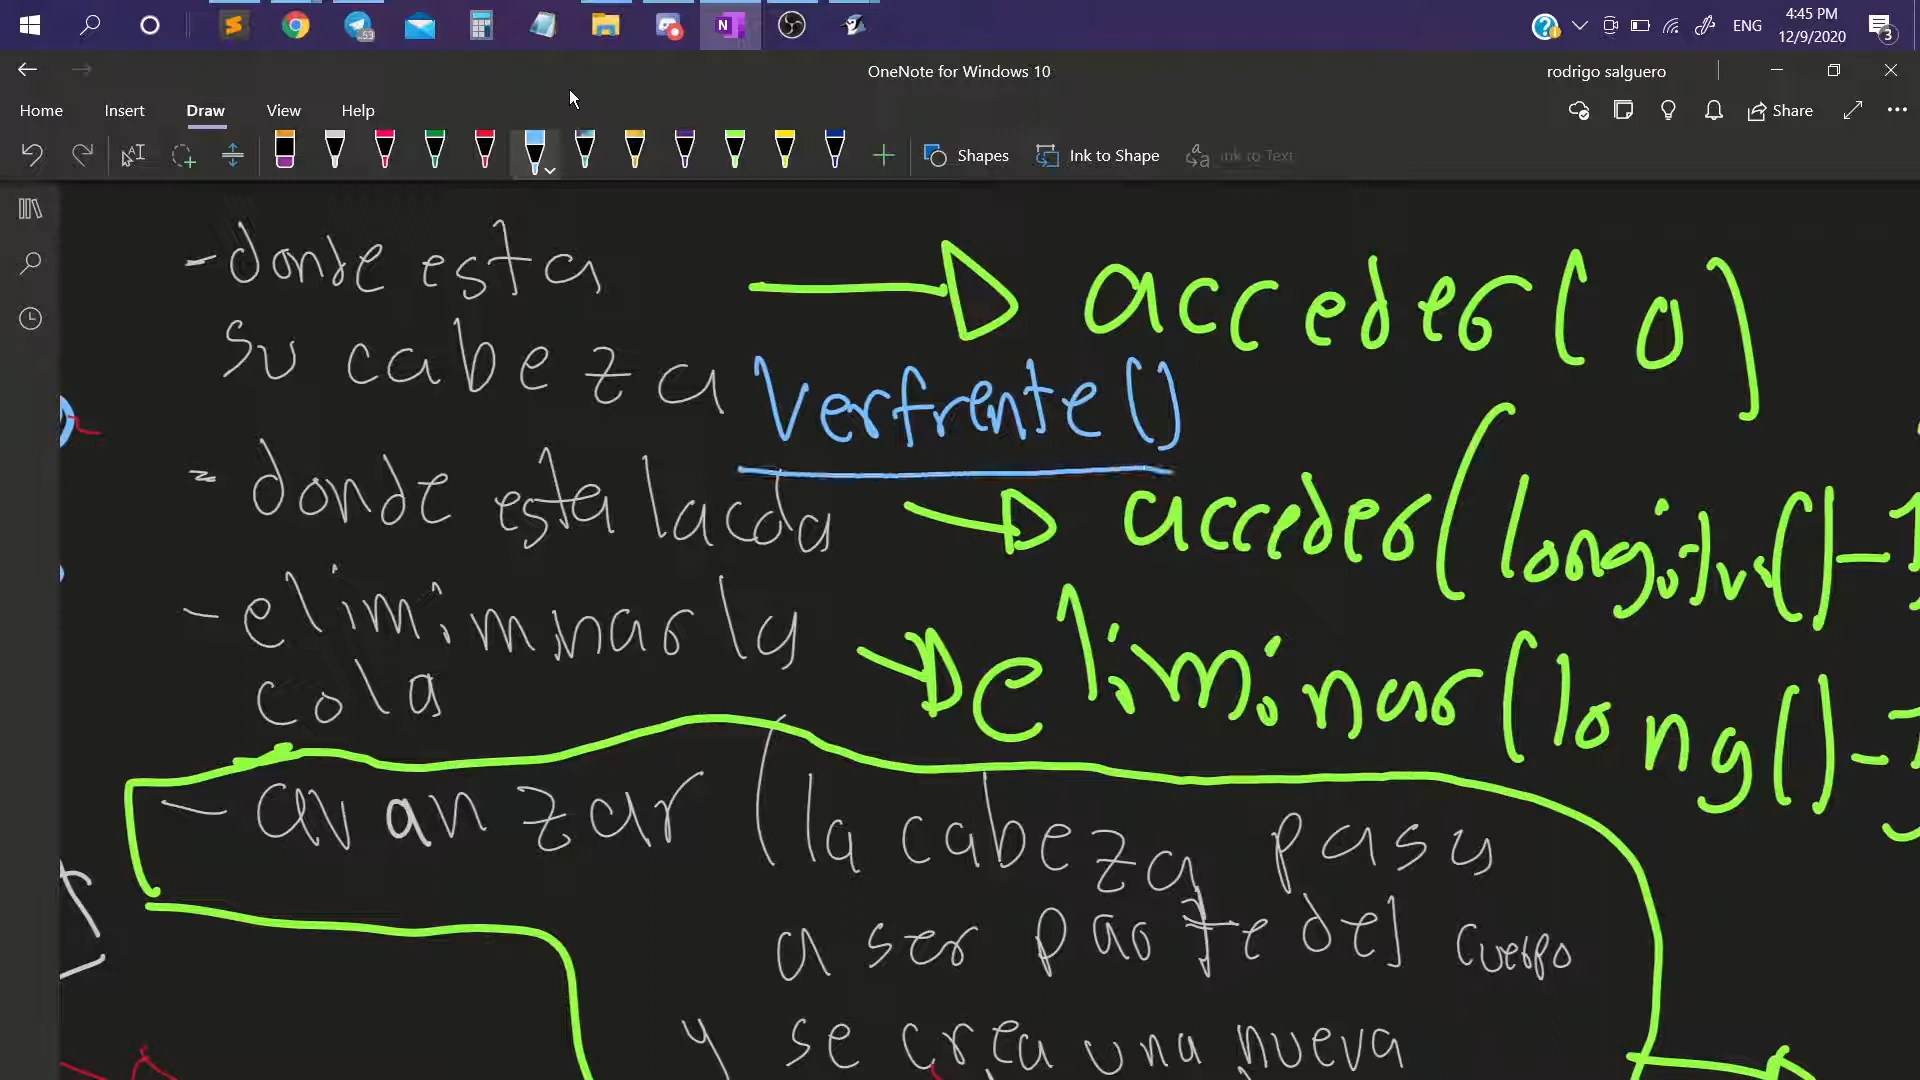 4:45 PM
ENG
12/9/2020
3
53
OneNote for Windows 10
rodrigo salguero
Home Insert Draw View Help
Share
Shapes Ink to Shape Ink to Text
-donde esta
su cabeza
→ acceder(0)
Verfrente()
- donde esta la cola
→ acceder(longitud()-1
- elimimnar la
cola
→ eliminar(long()-1
- avanzar (la cabeza pasa
a ser parte del cuerpo
y se crea una nueva